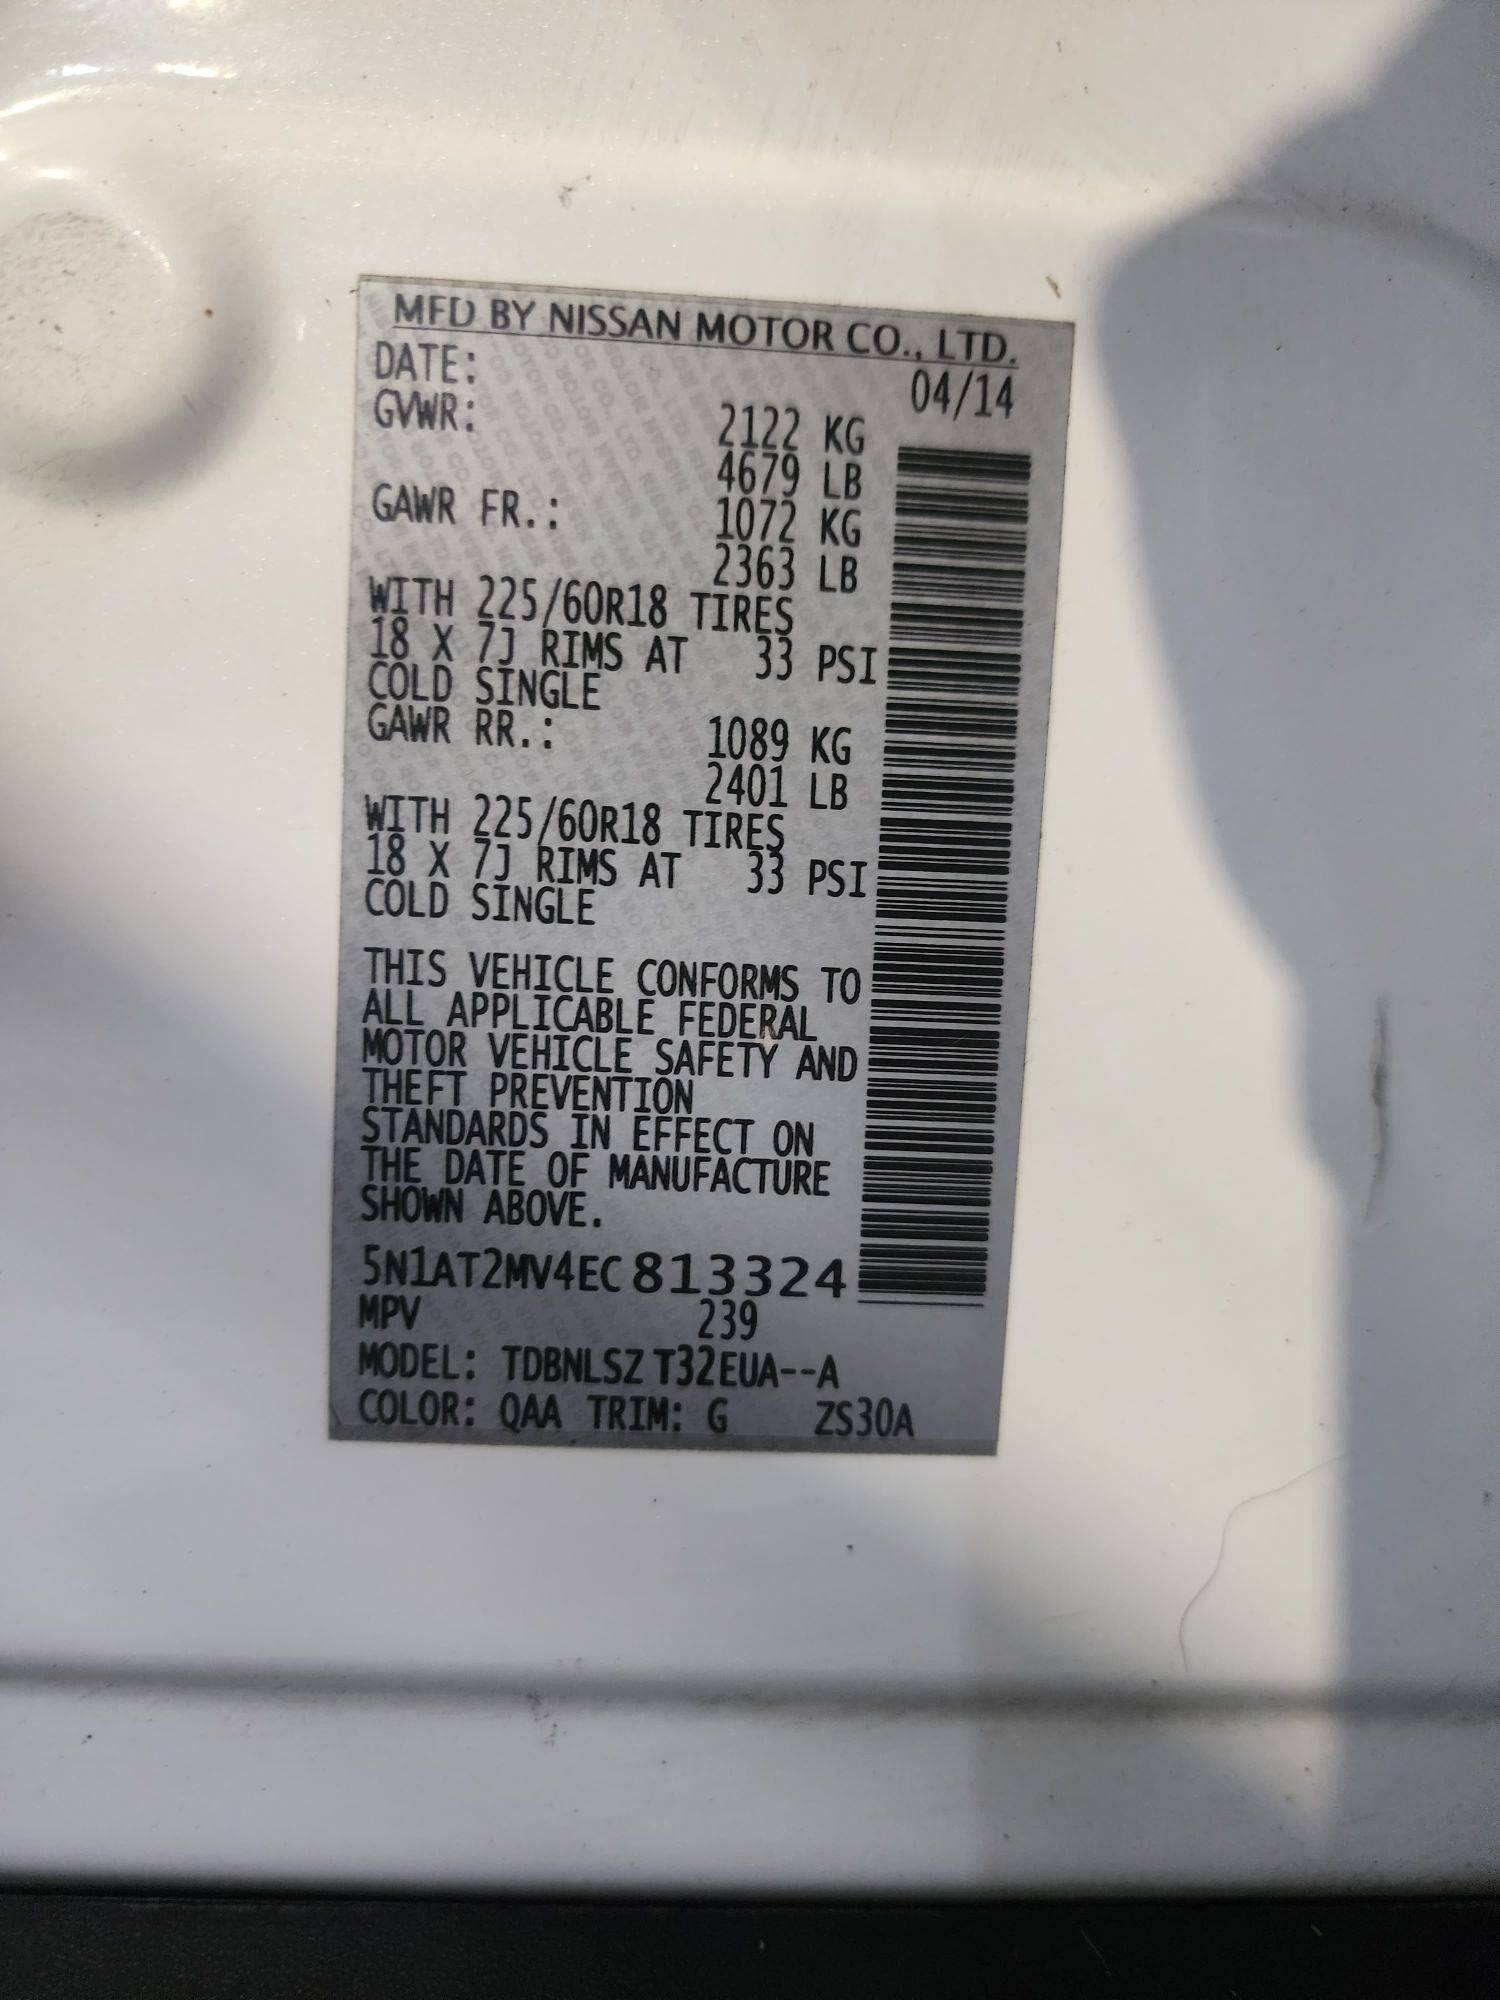 MFD BY NISSAN MOTOR CO., LTD.
DATE: 04/14
GVWR: 2122 KG
4679 LB
GAWR FR.: 1072 KG
2363 LB
WITH 225/60R18 TIRES
18 X 7J RIMS AT 33 PSI
COLD SINGLE
GAWR RR.: 1089 KG
2401 LB
WITH 225/60R18 TIRES
18 X 7J RIMS AT 33 PSI
COLD SINGLE
THIS VEHICLE CONFORMS TO
ALL APPLICABLE FEDERAL
MOTOR VEHICLE SAFETY AND
THEFT PREVENTION
STANDARDS IN EFFECT ON
THE DATE OF MANUFACTURE
SHOWN ABOVE.
5N1AT2MV4EC813324
MPV 239
MODEL: TDBNLSZ T32EUA--A
COLOR: QAA TRIM: G ZS30A